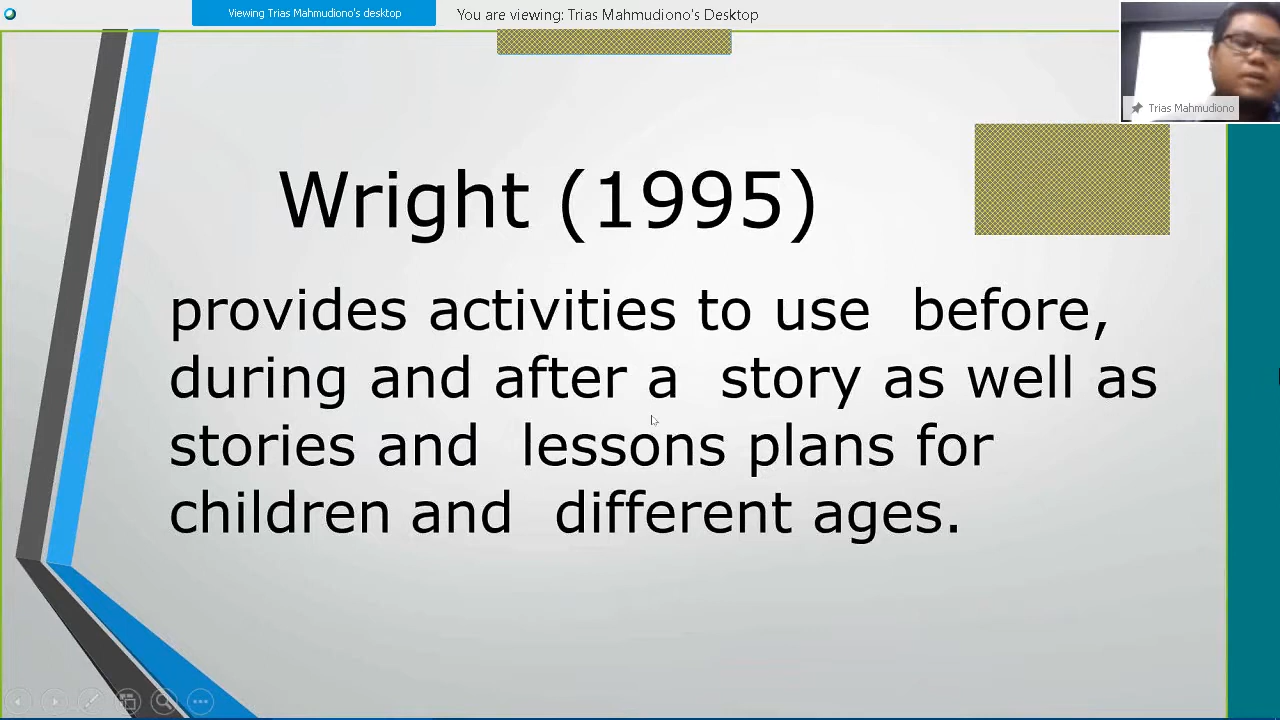 Viewing Trias Mahmudiono's desktop
You are viewing: Trias Mahmudiono's Desktop
Trias Mahmudiono
Wright (1995)
provides activities to use before,
during and after a story as well as
stories and lessons plans for
children and different ages.